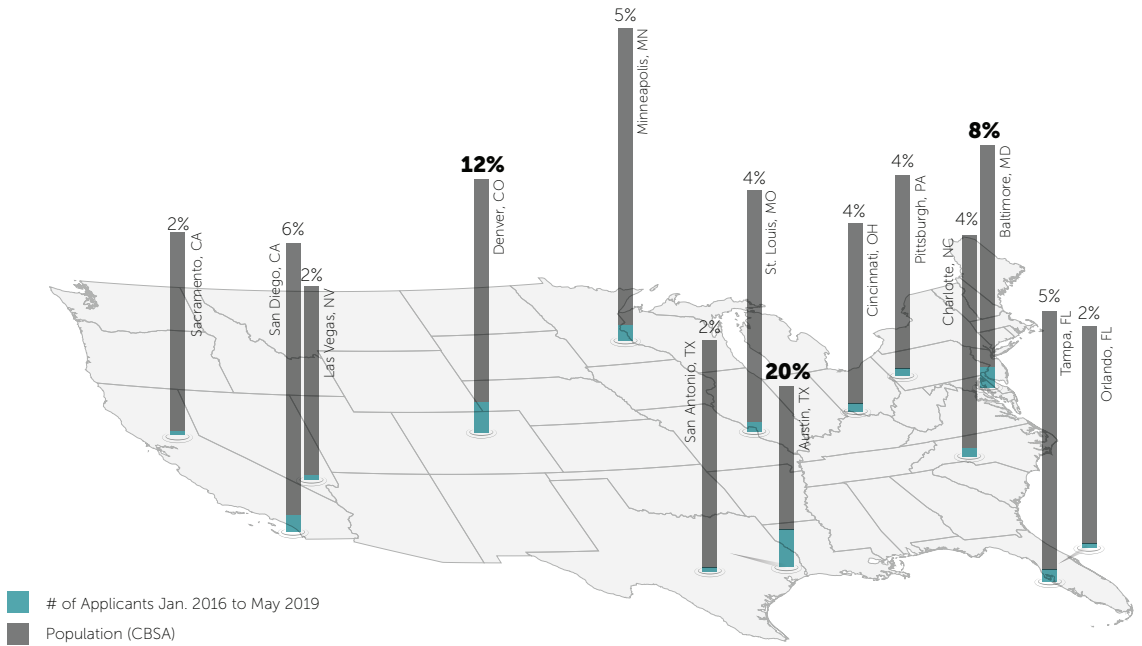 5%
Minneapolis, MN
8%
Baltimore, MD
12%
Denver, CO
4%
Pittsburgh, PA
4%
St. Louis, MO
4%
Cincinnati, OH
4%
Charlotte, NC
2%
Sacramento, CA
6%
San Diego, CA
2%
Las Vegas, NV
5%
Tampa, FL
2%
Orlando, FL
2%
San Antonio, TX
20%
Austin, TX
# of Applicants Jan. 2016 to May 2019
Population (CBSA)